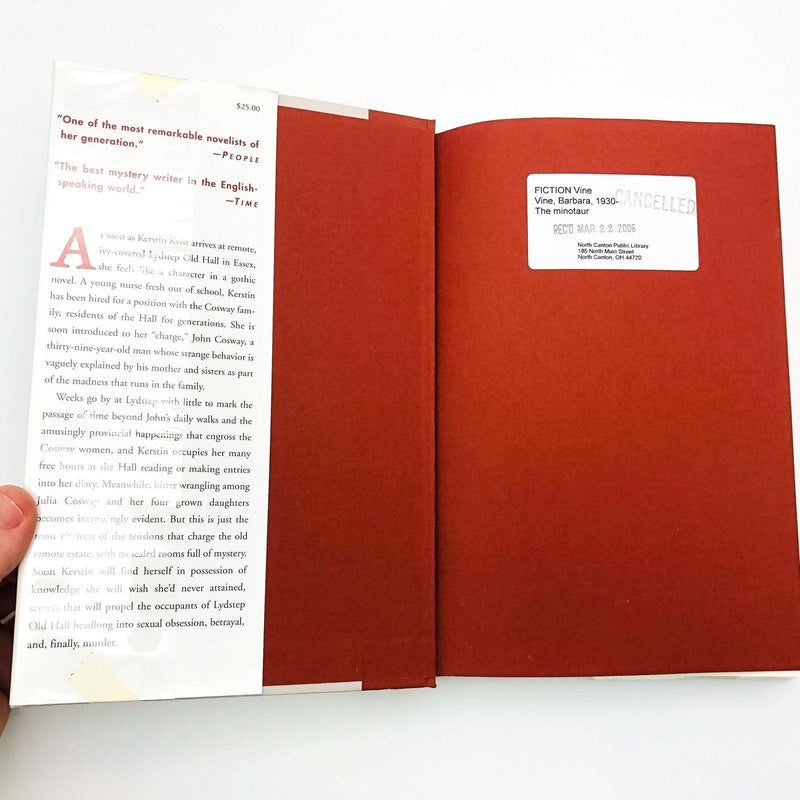 $25.00
"One of the most remarkable novelists of
her generation."
—PEOPLE
"The best mystery writer in the English-
speaking world."
—TIME
As soon as Kerstin Kvist arrives at remote,
ivy-covered Lydstep Old Hall in Essex,
she feels like a character in a gothic
novel. A young nurse fresh out of school, Kerstin
has been hired for a position with the Cosway fam-
ily, residents of the Hall for generations. She is
soon introduced to her "charge," John Cosway, a
thirty-nine-year-old man whose strange behavior is
vaguely explained by his mother and sisters as part
of the madness that runs in the family.
Weeks go by at Lydstep with little to mark the
passage of time beyond John's daily walks and the
amusingly provincial happenings that engross the
Cosway women, and Kerstin occupies her many
free hours at the Hall reading or making entries
into her diary. Meanwhile, bitter wrangling among
Julia Cosway and her four grown daughters
becomes increasingly evident. But this is just the
most obvious of the tensions that charge the old
remote estate, with its sealed rooms full of mystery.
Soon Kerstin will find herself in possession of
knowledge she will wish she'd never attained,
secrets that will propel the occupants of Lydstep
Old Hall headlong into sexual obsession, betrayal,
and, finally, murder.
FICTION Vine
Vine, Barbara, 1930-
CANCELLED
The minotaur
REC'D MAR 22 2006
North Canton Public Library
185 North Main Street
North Canton, OH 44720